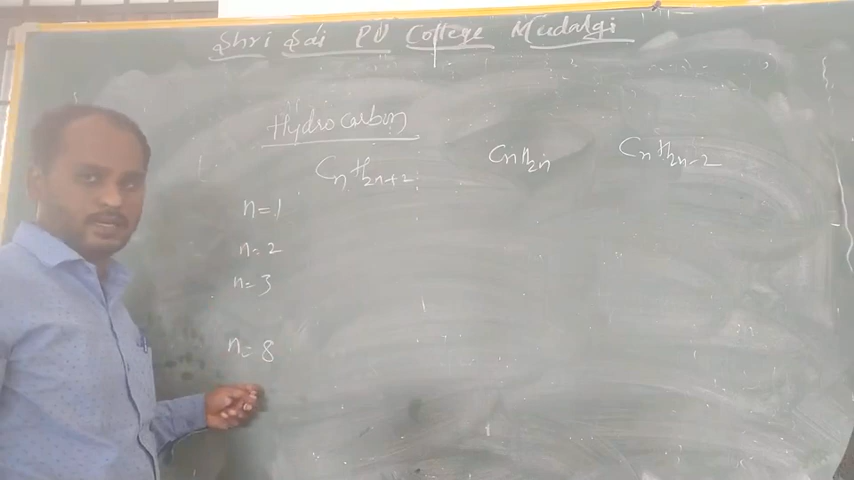 Shri Sai PU College Mudalgi
Hydrocarbon
CnH2n+2 CnH2n CnH2n-2
n=1
n=2
n=3
n=8